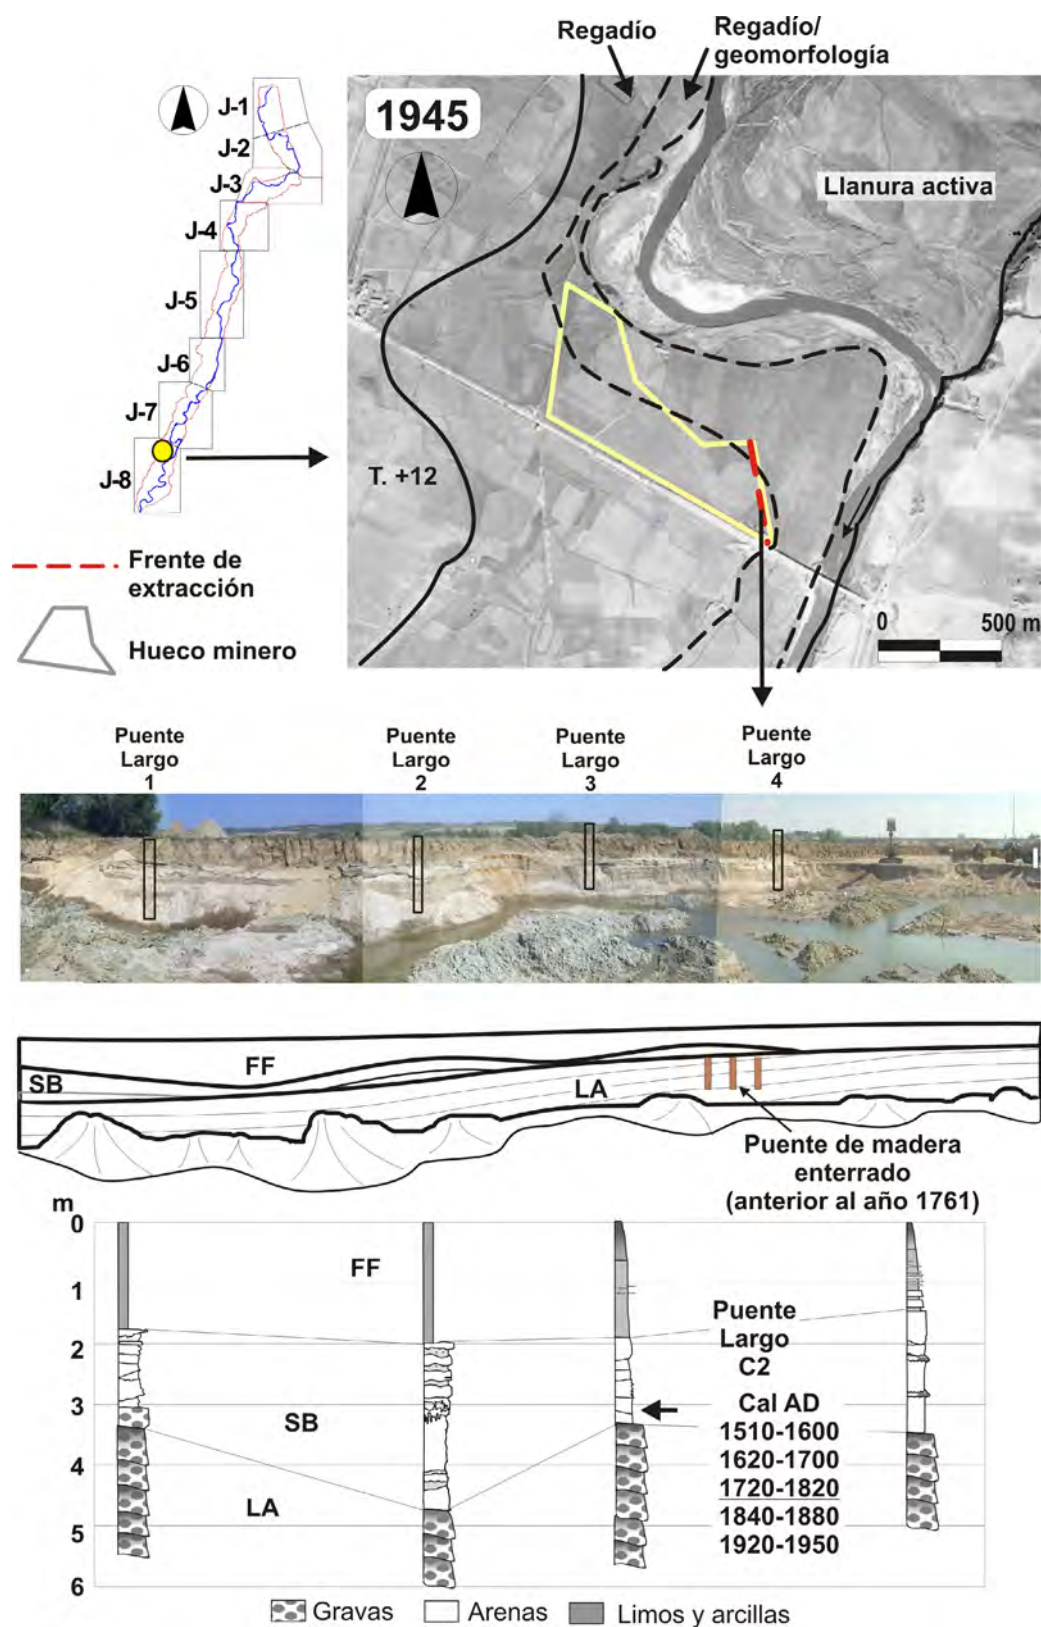 Regadío
Regadío/
geomorfología
J-1
J-2
J-3
J-4
J-5
J-6
J-7
J-8
1945
Llanura activa
T. +12
0 500 m
Frente de
extracción
Hueco minero
Puente
Largo
1
Puente
Largo
2
Puente
Largo
3
Puente
Largo
4
FF
SB
LA
Puente de madera
enterrado
(anterior al año 1761)
m
0
1
2
3
4
5
6
FF
SB
LA
Puente
Largo
C2
Cal AD
1510-1600
1620-1700
1720-1820
1840-1880
1920-1950
Gravas
Arenas
Limos y arcillas